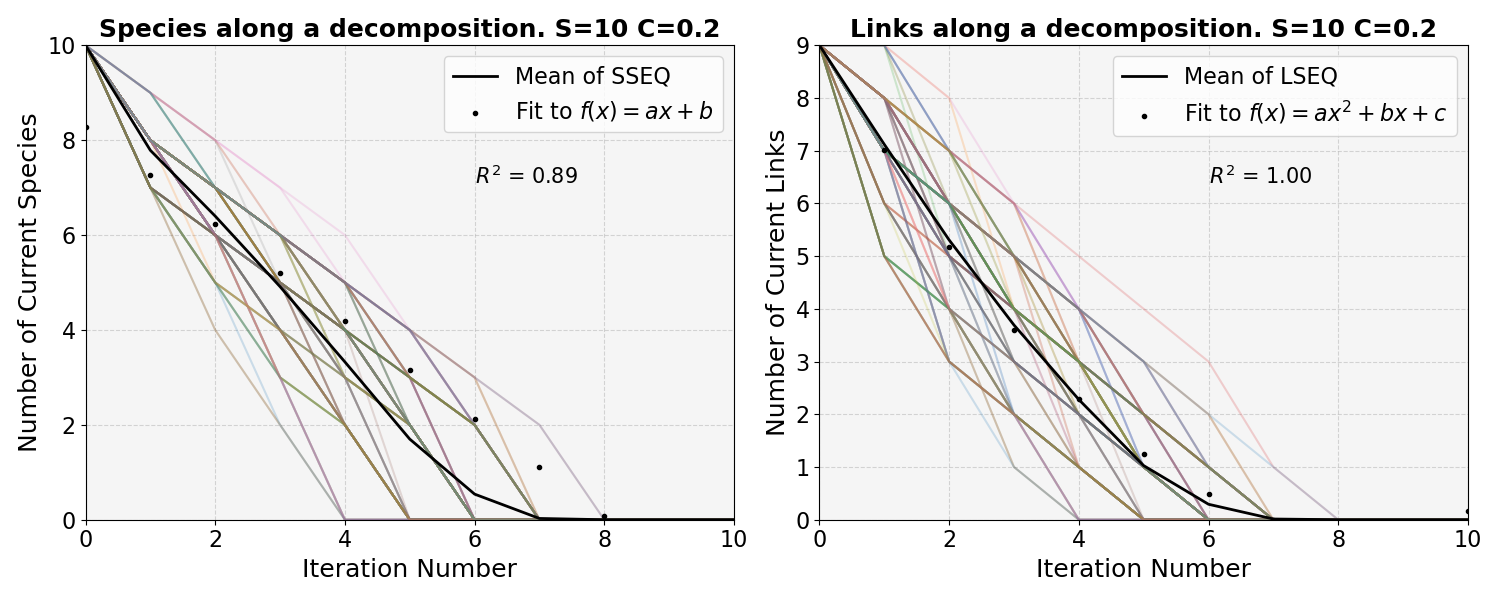 Species along a decomposition. S=10 C=0.2
Number of Current Species
10
8
6
4
2
0
Mean of SSEQ
Fit to f(x) = ax + b
R² = 0.89
0 2 4 6 8 10
Iteration Number
Links along a decomposition. S=10 C=0.2
Number of Current Links
9
8
7
6
5
4
3
2
1
0
Mean of LSEQ
Fit to f(x) = ax² + bx + c
R² = 1.00
0 2 4 6 8 10
Iteration Number